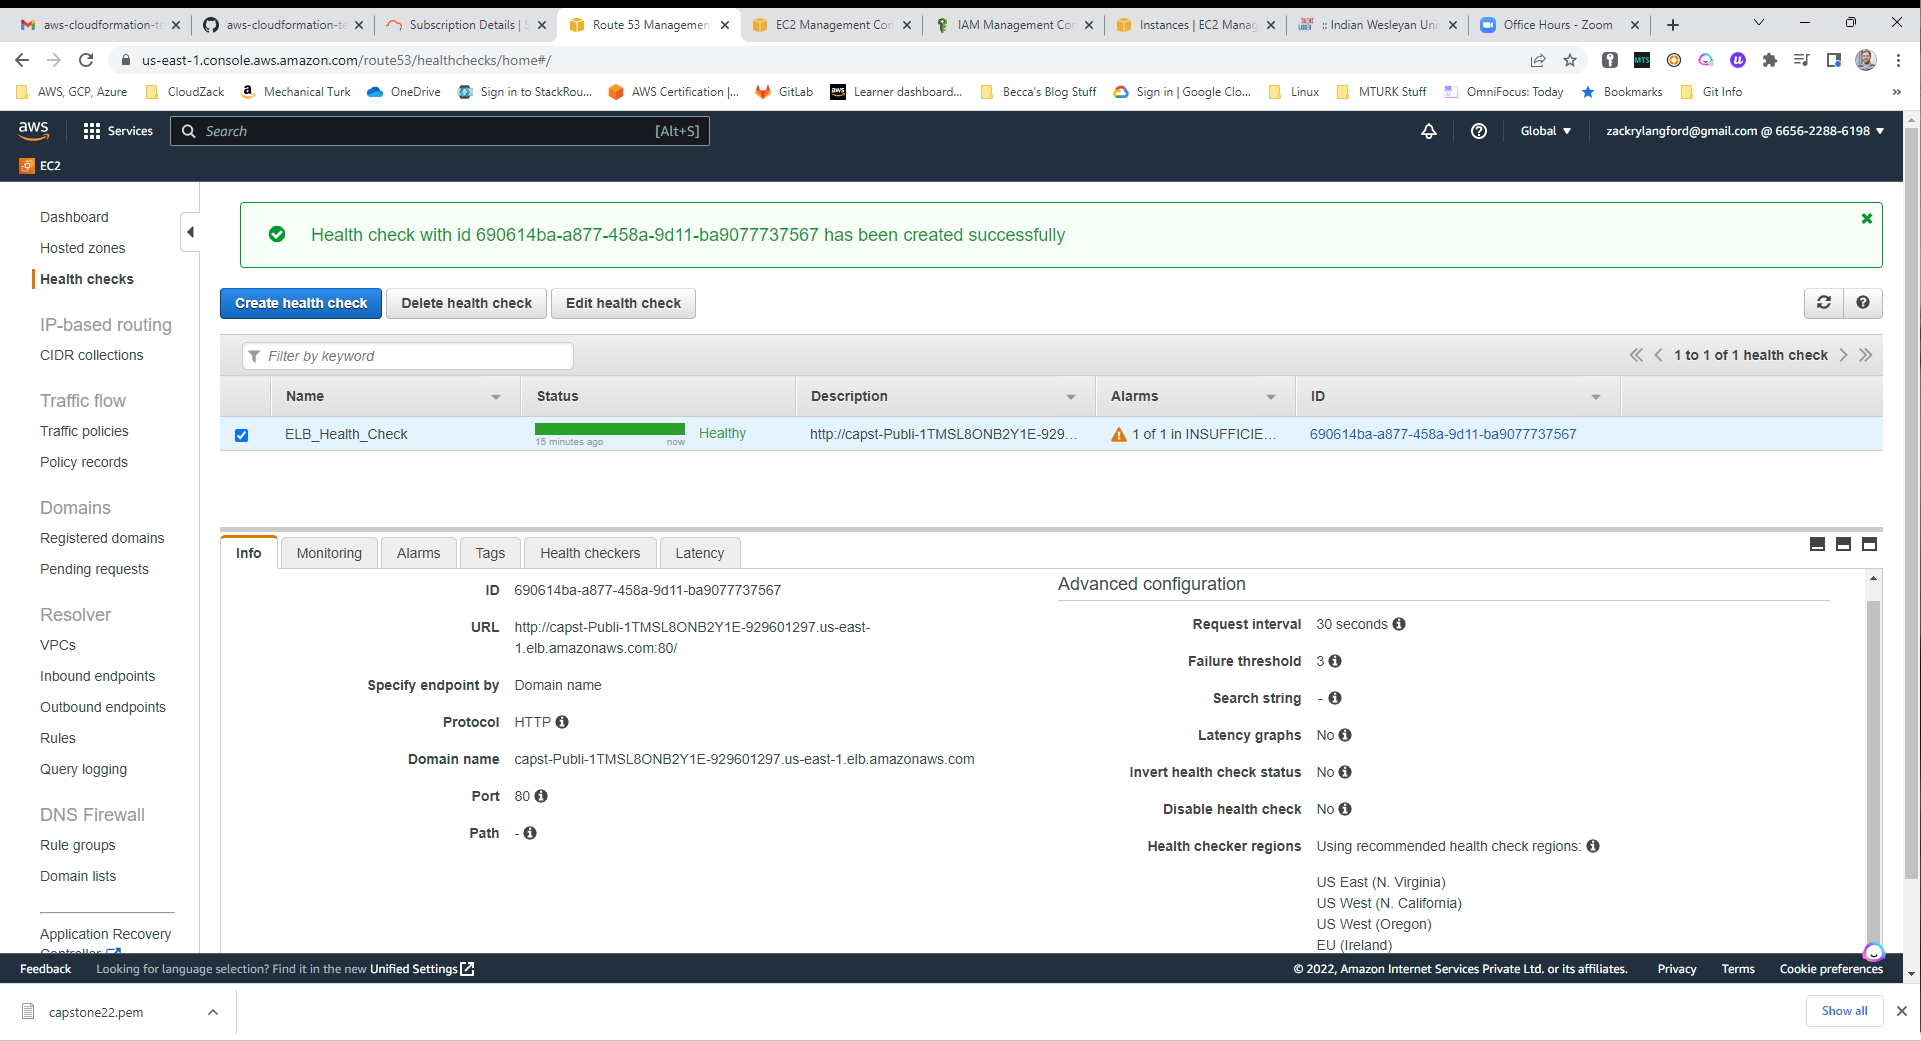 aws-cloudformation-te
aws-cloudformation-te
Subscription Details | S
Route 53 Managemen
EC2 Management Con
IAM Management Con
Instances | EC2 Manag
:: Indian Wesleyan Uni
Office Hours - Zoom
us-east-1.console.aws.amazon.com/route53/healthchecks/home#/
MTS
AWS, GCP, Azure
CloudZack
Mechanical Turk
OneDrive
Sign in to StackRou...
AWS Certification |...
GitLab
Learner dashboard...
Becca's Blog Stuff
Sign in | Google Clo...
Linux
MTURK Stuff
OmniFocus: Today
Bookmarks
Git Info
»
aws
Services
Search
[Alt+S]
Global
zackrylangford@gmail.com @ 6656-2288-6198
EC2
Dashboard
Hosted zones
Health checks
IP-based routing
CIDR collections
Traffic flow
Traffic policies
Policy records
Domains
Registered domains
Pending requests
Resolver
VPCs
Inbound endpoints
Outbound endpoints
Rules
Query logging
DNS Firewall
Rule groups
Domain lists
Application Recovery
Controller
Health check with id 690614ba-a877-458a-9d11-ba9077737567 has been created successfully
Create health check
Delete health check
Edit health check
Filter by keyword
1 to 1 of 1 health check
Name
Status
Description
Alarms
ID
ELB_Health_Check
15 minutes ago
now
Healthy
http://capst-Publi-1TMSL8ONB2Y1E-929...
1 of 1 in INSUFFICIE...
690614ba-a877-458a-9d11-ba9077737567
Info
Monitoring
Alarms
Tags
Health checkers
Latency
ID 690614ba-a877-458a-9d11-ba9077737567
URL http://capst-Publi-1TMSL8ONB2Y1E-929601297.us-east-
1.elb.amazonaws.com:80/
Specify endpoint by Domain name
Protocol HTTP
Domain name capst-Publi-1TMSL8ONB2Y1E-929601297.us-east-1.elb.amazonaws.com
Port 80
Path -
Advanced configuration
Request interval 30 seconds
Failure threshold 3
Search string -
Latency graphs No
Invert health check status No
Disable health check No
Health checker regions Using recommended health check regions:
US East (N. Virginia)
US West (N. California)
US West (Oregon)
EU (Ireland)
Feedback
Looking for language selection? Find it in the new Unified Settings
© 2022, Amazon Internet Services Private Ltd. or its affiliates.
Privacy
Terms
Cookie preferences
capstone22.pem
Show all